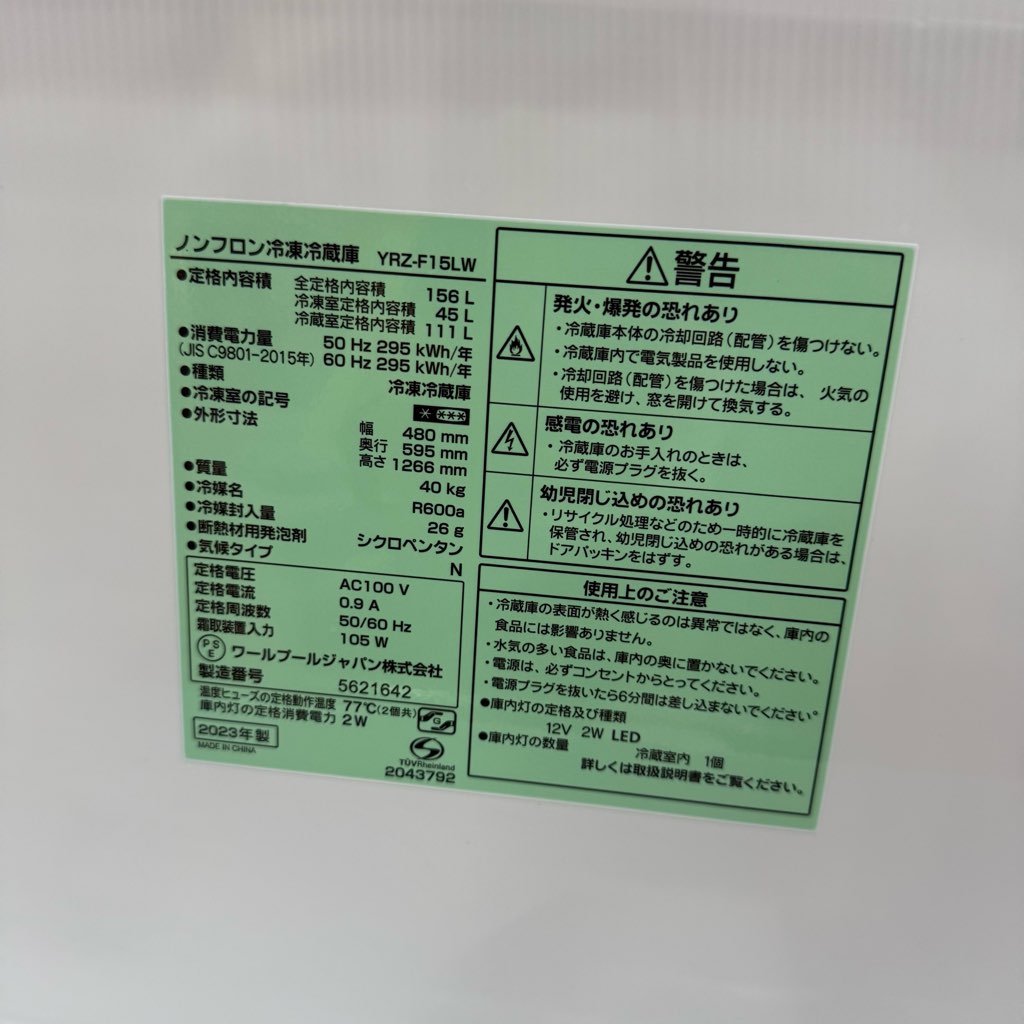 ノンフロン冷凍冷蔵庫 YRZ-F15LW
●定格内容積 全定格内容積 156 L
冷凍室定格内容積 45 L
冷蔵室定格内容積 111 L
●消費電力量 50 Hz 295 kWh/年
(JIS C9801-2015年) 60 Hz 295 kWh/年
●種類 冷凍冷蔵庫
●冷凍室の記号
●外形寸法 幅 480 mm
奥行 595 mm
高さ 1266 mm
●質量 40 kg
●冷媒名 R600a
●冷媒封入量 26 g
●断熱材用発泡剤 シクロペンタン
●気候タイプ N
定格電圧 AC100 V
定格電流 0.9 A
定格周波数 50/60 Hz
霜取装置入力 105 W
PSE ワールプールジャパン株式会社
製造番号 5621642
温度ヒューズの定格動作温度 77℃(2個共)
庫内灯の定格消費電力 2W
G
2023年製
MADE IN CHINA
TÜVRheinland
2043792
警告
発火・爆発の恐れあり
・冷蔵庫本体の冷却回路(配管)を傷つけない。
・冷蔵庫内で電気製品を使用しない。
・冷却回路(配管)を傷つけた場合は、火気の
使用を避け、窓を開けて換気する。
感電の恐れあり
・冷蔵庫のお手入れのときは、
必ず電源プラグを抜く。
幼児閉じ込めの恐れあり
・リサイクル処理などのため一時的に冷蔵庫を
保管され、幼児閉じ込めの恐れがある場合は、
ドアパッキンをはずす。
使用上のご注意
・冷蔵庫の表面が熱く感じるのは異常ではなく、庫内の
食品には影響ありません。
・水気の多い食品は、庫内の奥に置かないでください。
・電源は、必ずコンセントからとってください。
・電源プラグを抜いたら6分間は差し込まないでください。
●庫内灯の定格及び種類
12V 2W LED
●庫内灯の数量 冷蔵室内 1個
詳しくは取扱説明書をご覧ください。